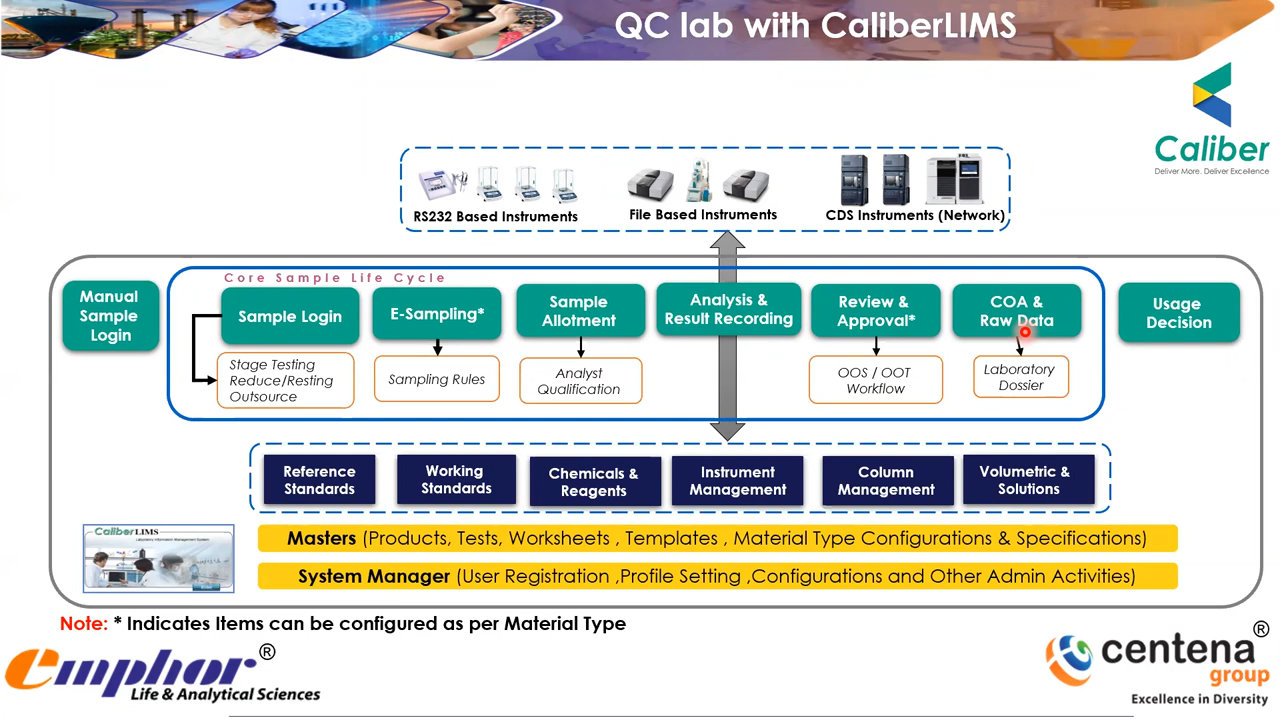 QC lab with CaliberLIMS
Caliber
Deliver More. Deliver Excellence
RS232 Based Instruments
File Based Instruments
CDS Instruments (Network)
Manual
Sample
Login
Core Sample Life Cycle
Sample Login
E-Sampling*
Sample
Allotment
Analysis &
Result Recording
Review &
Approval*
COA &
Raw Data
Usage
Decision
Stage Testing
Reduce/Resting
Outsource
Sampling Rules
Analyst
Qualification
OOS / OOT
Workflow
Laboratory
Dossier
Reference
Standards
Working
Standards
Chemicals &
Reagents
Instrument
Management
Column
Management
Volumetric &
Solutions
CaliberLIMS
Laboratory Information Management System
Masters (Products, Tests, Worksheets , Templates , Material Type Configurations & Specifications)
System Manager (User Registration ,Profile Setting ,Configurations and Other Admin Activities)
Note: * Indicates Items can be configured as per Material Type
Emphor®
Life & Analytical Sciences
centena®
group
Excellence in Diversity